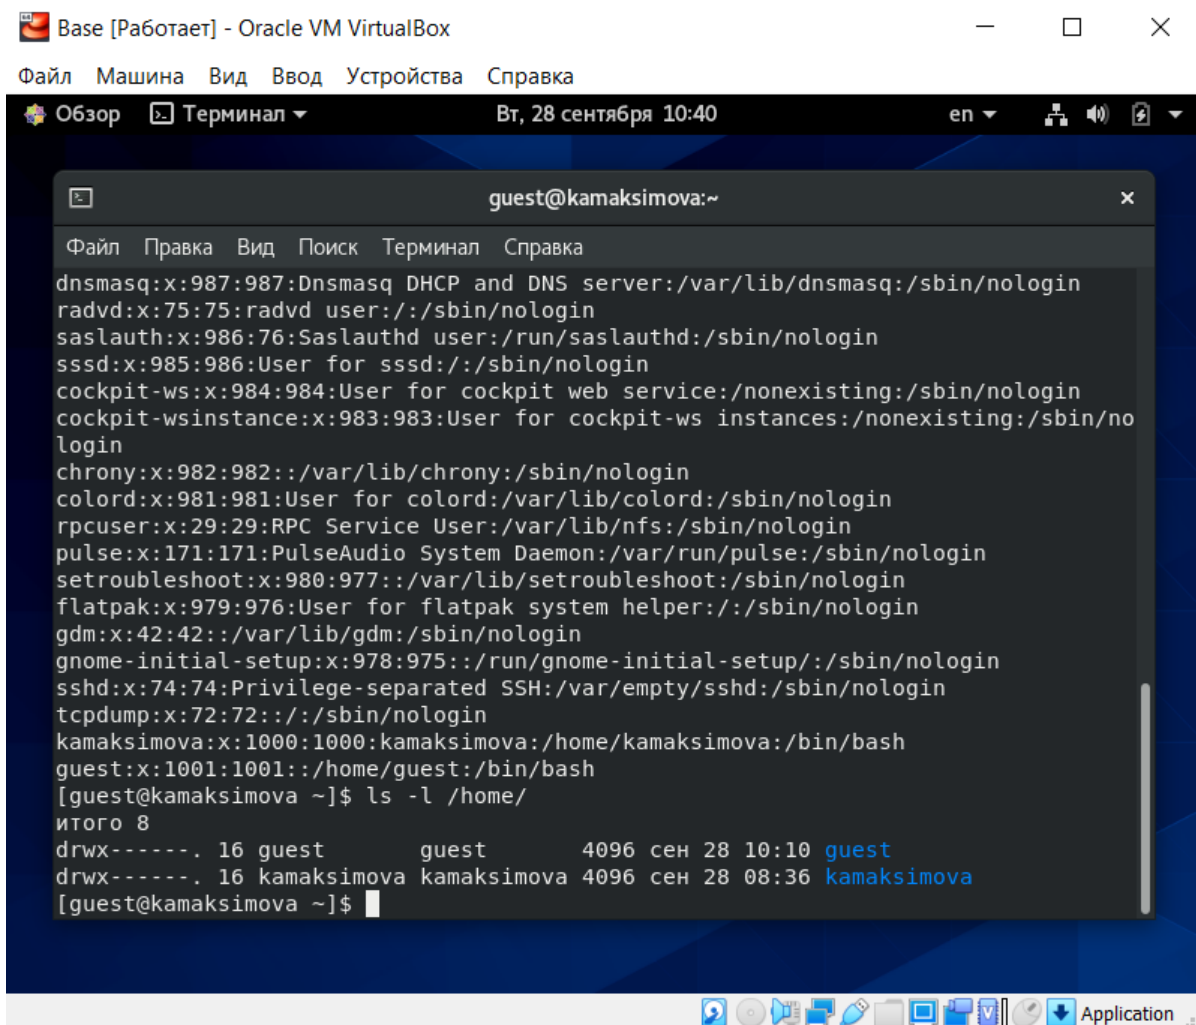 Base [Работает] - Oracle VM VirtualBox
Файл Машина Вид Ввод Устройства Справка
Обзор Терминал Вт, 28 сентября 10:40 en
guest@kamaksimova:~
Файл Правка Вид Поиск Терминал Справка
dnsmasq:x:987:987:Dnsmasq DHCP and DNS server:/var/lib/dnsmasq:/sbin/nologin
radvd:x:75:75:radvd user:/:/sbin/nologin
saslauth:x:986:76:Saslauthd user:/run/saslauthd:/sbin/nologin
sssd:x:985:986:User for sssd:/:/sbin/nologin
cockpit-ws:x:984:984:User for cockpit web service:/nonexisting:/sbin/nologin
cockpit-wsinstance:x:983:983:User for cockpit-ws instances:/nonexisting:/sbin/no
login
chrony:x:982:982::/var/lib/chrony:/sbin/nologin
colord:x:981:981:User for colord:/var/lib/colord:/sbin/nologin
rpcuser:x:29:29:RPC Service User:/var/lib/nfs:/sbin/nologin
pulse:x:171:171:PulseAudio System Daemon:/var/run/pulse:/sbin/nologin
setroubleshoot:x:980:977::/var/lib/setroubleshoot:/sbin/nologin
flatpak:x:979:976:User for flatpak system helper:/:/sbin/nologin
gdm:x:42:42::/var/lib/gdm:/sbin/nologin
gnome-initial-setup:x:978:975::/run/gnome-initial-setup/:/sbin/nologin
sshd:x:74:74:Privilege-separated SSH:/var/empty/sshd:/sbin/nologin
tcpdump:x:72:72::/:/sbin/nologin
kamaksimova:x:1000:1000:kamaksimova:/home/kamaksimova:/bin/bash
guest:x:1001:1001::/home/guest:/bin/bash
[guest@kamaksimova ~]$ ls -l /home/
итого 8
drwx------. 16 guest       guest       4096 сен 28 10:10 guest
drwx------. 16 kamaksimova kamaksimova 4096 сен 28 08:36 kamaksimova
[guest@kamaksimova ~]$
Application